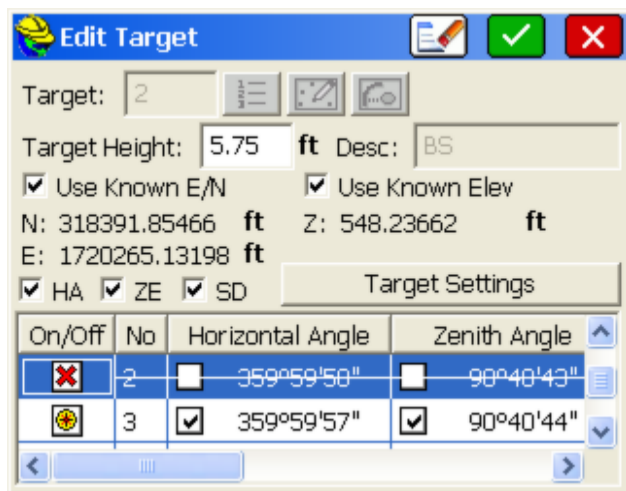 Edit Target
Target: 2
Target Height: 5.75 ft Desc: BS
Use Known E/N Use Known Elev
N: 318391.85466 ft Z: 548.23662 ft
E: 1720265.13198 ft
HA ZE SD Target Settings
On/Off No Horizontal Angle Zenith Angle
2 359°59'50" 90°40'43"
3 359°59'57" 90°40'44"